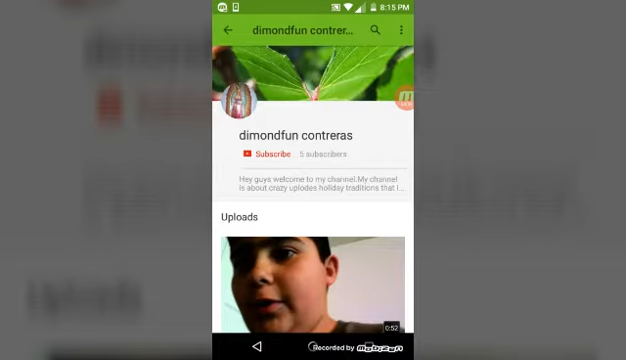 8:15 PM
dimondfun contrer...
dimondfun contreras
Subscribe 5 subscribers
Hey guys welcome to my channel.My channel
is about crazy uplodes holiday traditions that I...
Uploads
0:52
Recorded by